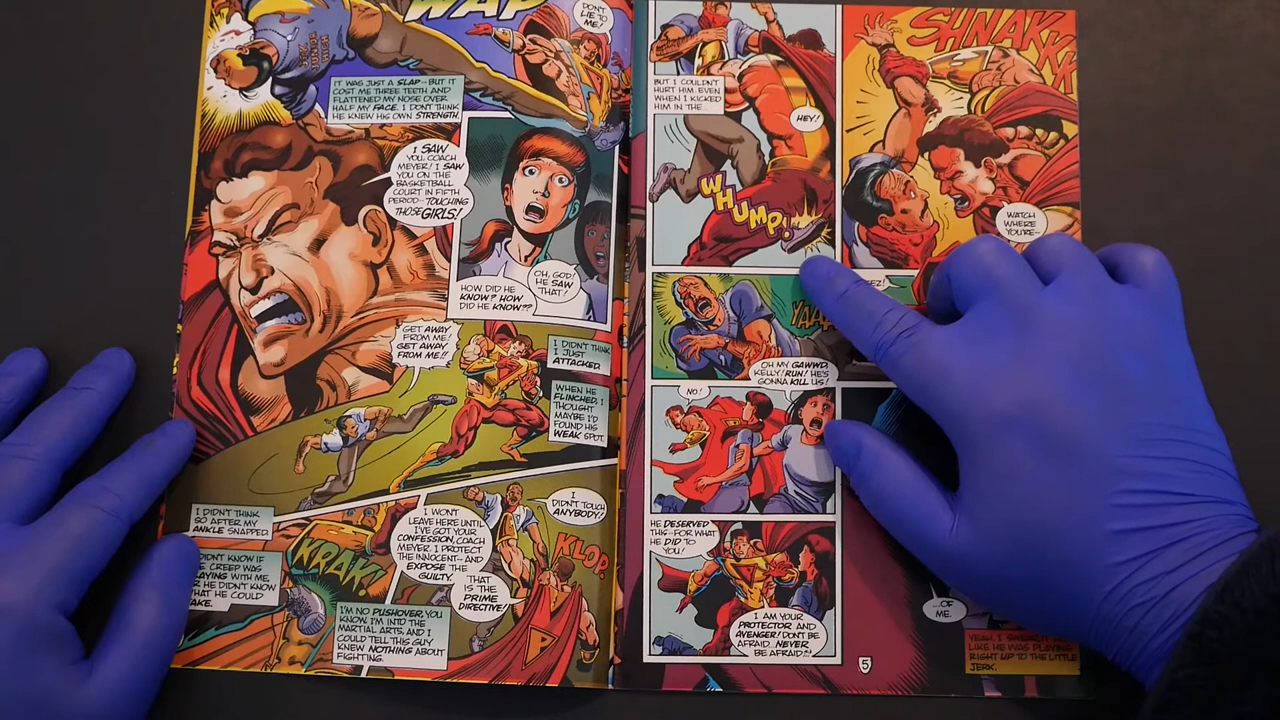 WAP
DON'T
LIE TO
ME!
JUNIOR
HIGH
IT WAS JUST A SLAP--BUT IT
COST ME THREE TEETH AND
FLATTENED MY NOSE OVER
HALF MY FACE. I DON'T THINK
HE KNEW HIS OWN STRENGTH.
I SAW
YOU, COACH
MEYER! I SAW
YOU ON THE
BASKETBALL
COURT IN FIFTH
PERIOD--TOUCHING
THOSE GIRLS!
OH, GOD!
HE SAW
THAT!
HOW DID HE
KNOW? HOW
DID HE KNOW??
GET AWAY
FROM ME!
GET AWAY
FROM ME!!
I DIDN'T THINK.
I JUST
ATTACKED.
WHEN HE
FLINCHED, I
THOUGHT
MAYBE I'D
FOUND HIS
WEAK SPOT.
I DIDN'T THINK
SO AFTER MY
ANKLE SNAPPED.
DIDN'T KNOW IF
CREEP WAS
WITH ME,
HE DIDN'T KNOW
HE COULD
KRAK!
I'M NO PUSHOVER, YOU
KNOW. I'M INTO THE
MARTIAL ARTS, AND I
COULD TELL THIS GUY
KNEW NOTHING ABOUT
FIGHTING.
I WON'T
LEAVE HERE UNTIL
I'VE GOT YOUR
CONFESSION, COACH
MEYER. I PROTECT
THE INNOCENT--AND
EXPOSE THE
GUILTY.
THAT
IS THE
PRIME
DIRECTIVE!
I
DIDN'T TOUCH
ANYBODY!
KLOP
P
BUT I COULDN'T
HURT HIM. EVEN
WHEN I KICKED
HIM IN THE...
HEY!
WHUMP!
SHNAKKKK
WATCH
WHERE
YOU'RE--
OH MY GAWWD,
KELLY! RUN! HE'S
GONNA KILL US!
NO!
HE DESERVED
THIS--FOR WHAT
HE DID TO
YOU!
I AM YOUR
PROTECTOR AND
AVENGER! DON'T BE
AFRAID. NEVER
BE AFRAID...
5
...OF
ME.
YEAH, I SWEAR IT
LIKE HE WAS PLAYING
RIGHT UP TO THE LITTLE
JERK.